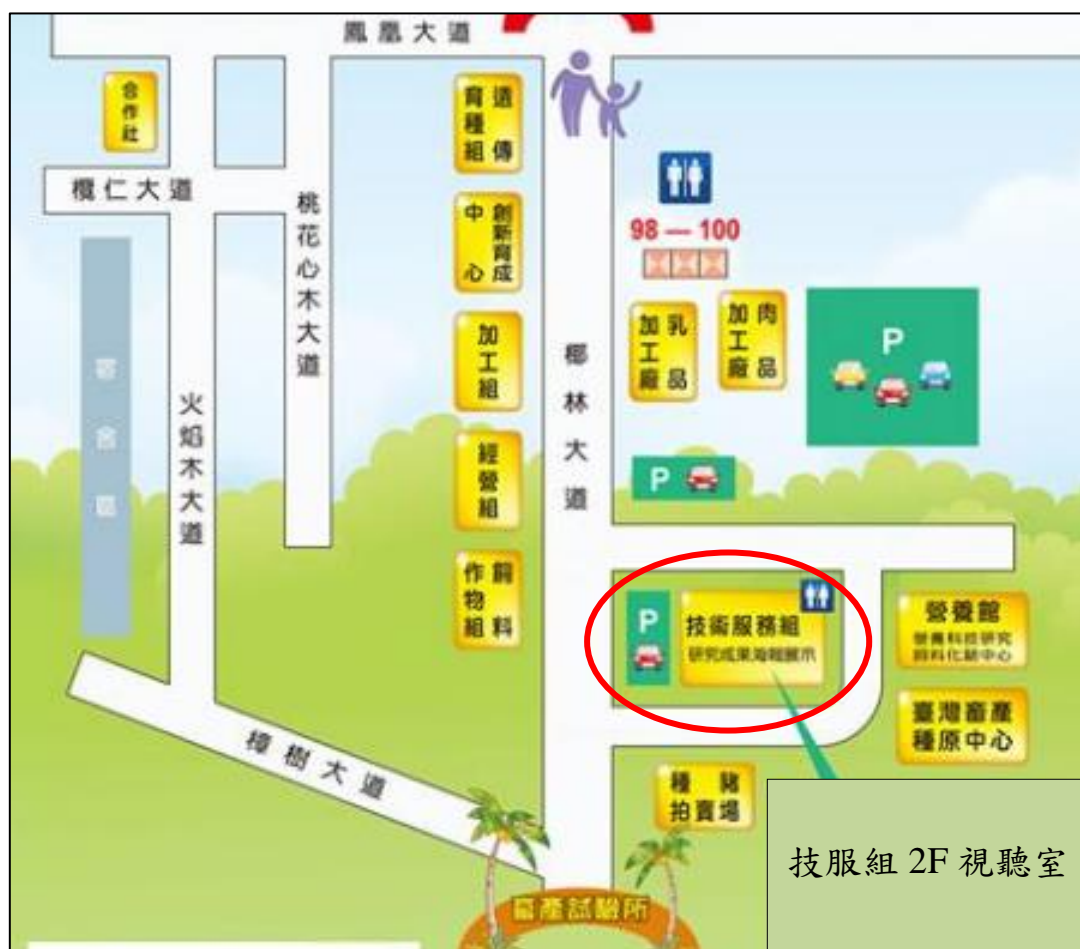 鳳凰大道
合作社
遺傳
育種組
欖仁大道
桃花心木大道
創新育成
中心
98 — 100
加工組
乳品
加工廠
肉品
加工廠
P
椰林大道
火焰木大道
宿舍區
經營組
P
飼料
作物組
P
技術服務組
研究成果海報展示
營養館
營養科技研究
飼料化驗中心
臺灣畜產
種原中心
樟樹大道
種豬
拍賣場
技服組 2F 視聽室
畜產試驗所